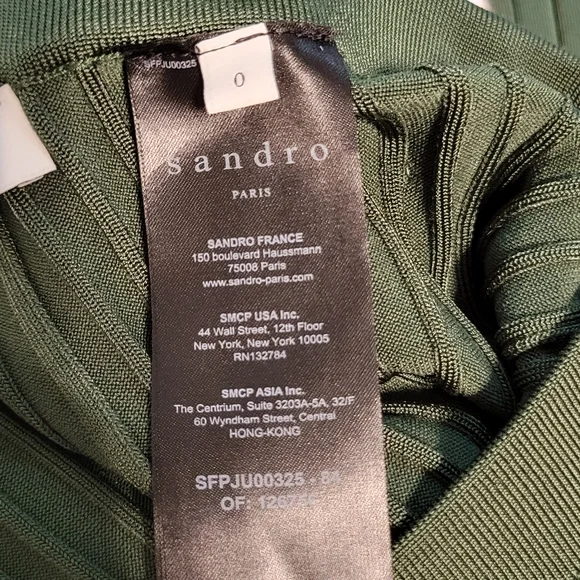 SFPJU00325
0
sandro
PARIS
SANDRO FRANCE
150 boulevard Haussmann
75008 Paris
www.sandro-paris.com
SMCP USA Inc.
44 Wall Street, 12th Floor
New York, New York 10005
RN132784
SMCP ASIA Inc.
The Centrium, Suite 3203A-5A, 32/F
60 Wyndham Street, Central
HONG-KONG
SFPJU00325 -
OF: